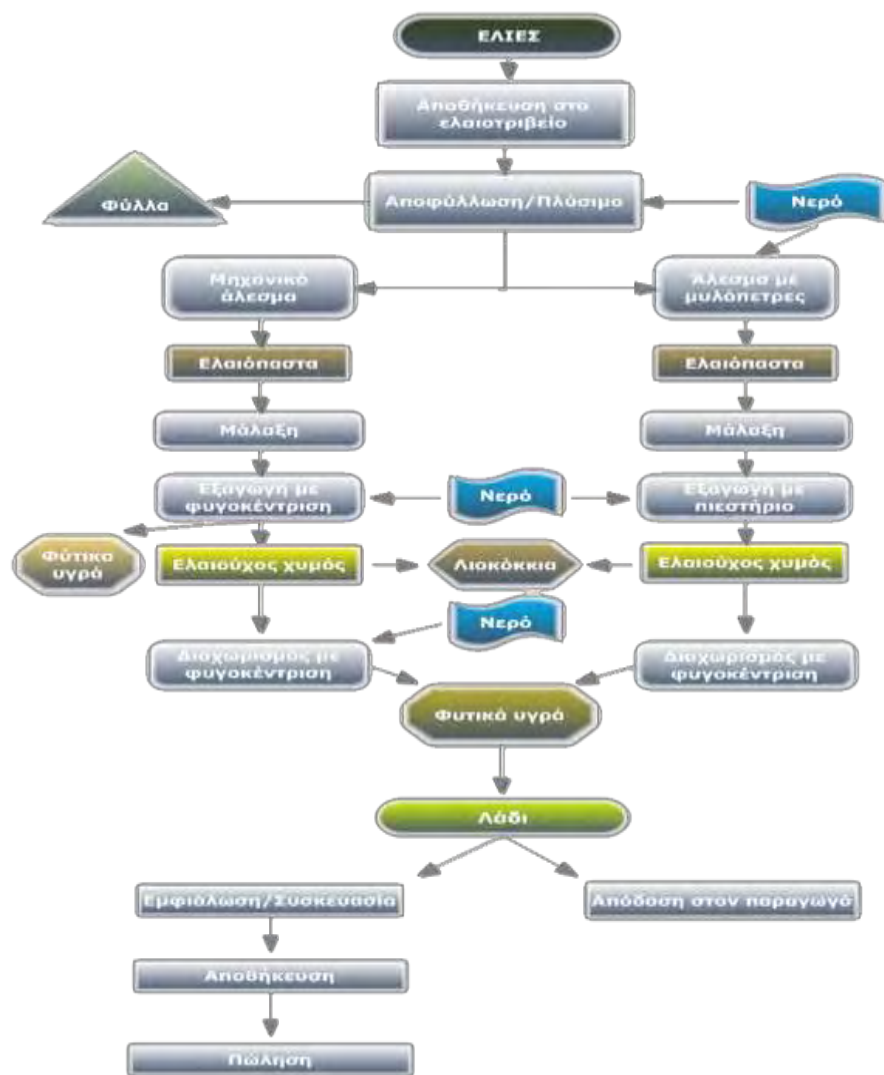 ΕΛΙΕΣ
Αποθήκευση στο
ελαιοτριβείο
Φύλλα
Αποφύλλωση/Πλύσιμο
Νερό
Μηχανικό
άλεσμα
Άλεσμα με
μυλόπετρες
Ελαιόπαστα
Ελαιόπαστα
Μάλαξη
Μάλαξη
Εξαγωγή με
φυγοκέντριση
Νερό
Εξαγωγή με
πιεστήριο
Φύτικα
υγρά
Ελαιούχος χυμός
Λιοκόκκια
Ελαιούχος χυμός
Νερό
Διαχωρισμός με
φυγοκέντριση
Διαχωρισμός με
φυγοκέντριση
Φυτικά υγρά
Λάδι
Εμφιάλωση/Συσκευασία
Απόδοση στον παραγωγό
Αποθήκευση
Πώληση